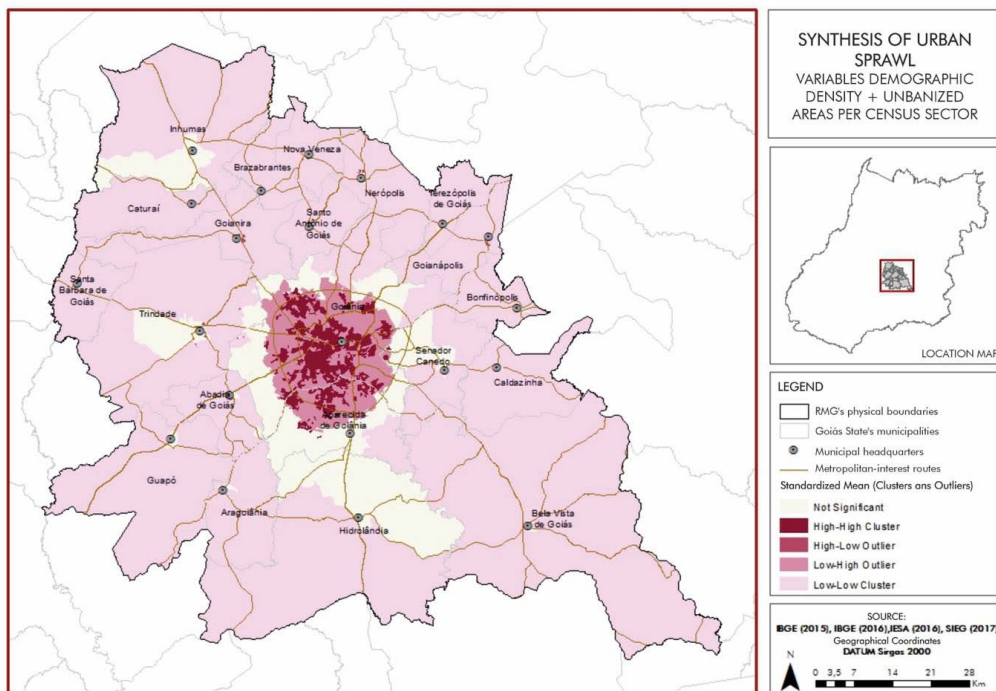 SYNTHESIS OF URBAN
SPRAWL
VARIABLES DEMOGRAPHIC
DENSITY + UNBANIZED
AREAS PER CENSUS SECTOR
Inhumas
Nova Veneza
Brazabrantes
Nerópolis
Terezópolis
de Goiás
Caturaí
Santo
Antônio de
Goiás
Goianira
Goianápolis
Santa
Bárbara de
Goiás
Bonfinópolis
Goiânia
Trindade
Senador
Canedo
Caldazinha
Abadia
de Goiás
Aparecida
de Goiânia
Guapó
Aragoiânia
Hidrolândia
Bela Vista
de Goiás
LOCATION MAP
LEGEND
RMG's physical boundaries
Goiás State's municipalities
Municipal headquarters
Metropolitan-interest routes
Standardized Mean (Clusters ans Outliers)
Not Significant
High-High Cluster
High-Low Outlier
Low-High Outlier
Low-Low Cluster
SOURCE:
IBGE (2015), IBGE (2016),IESA (2016), SIEG (2017)
Geographical Coordinates
DATUM Sirgas 2000
N
0 3,5 7 14 21 28
Km